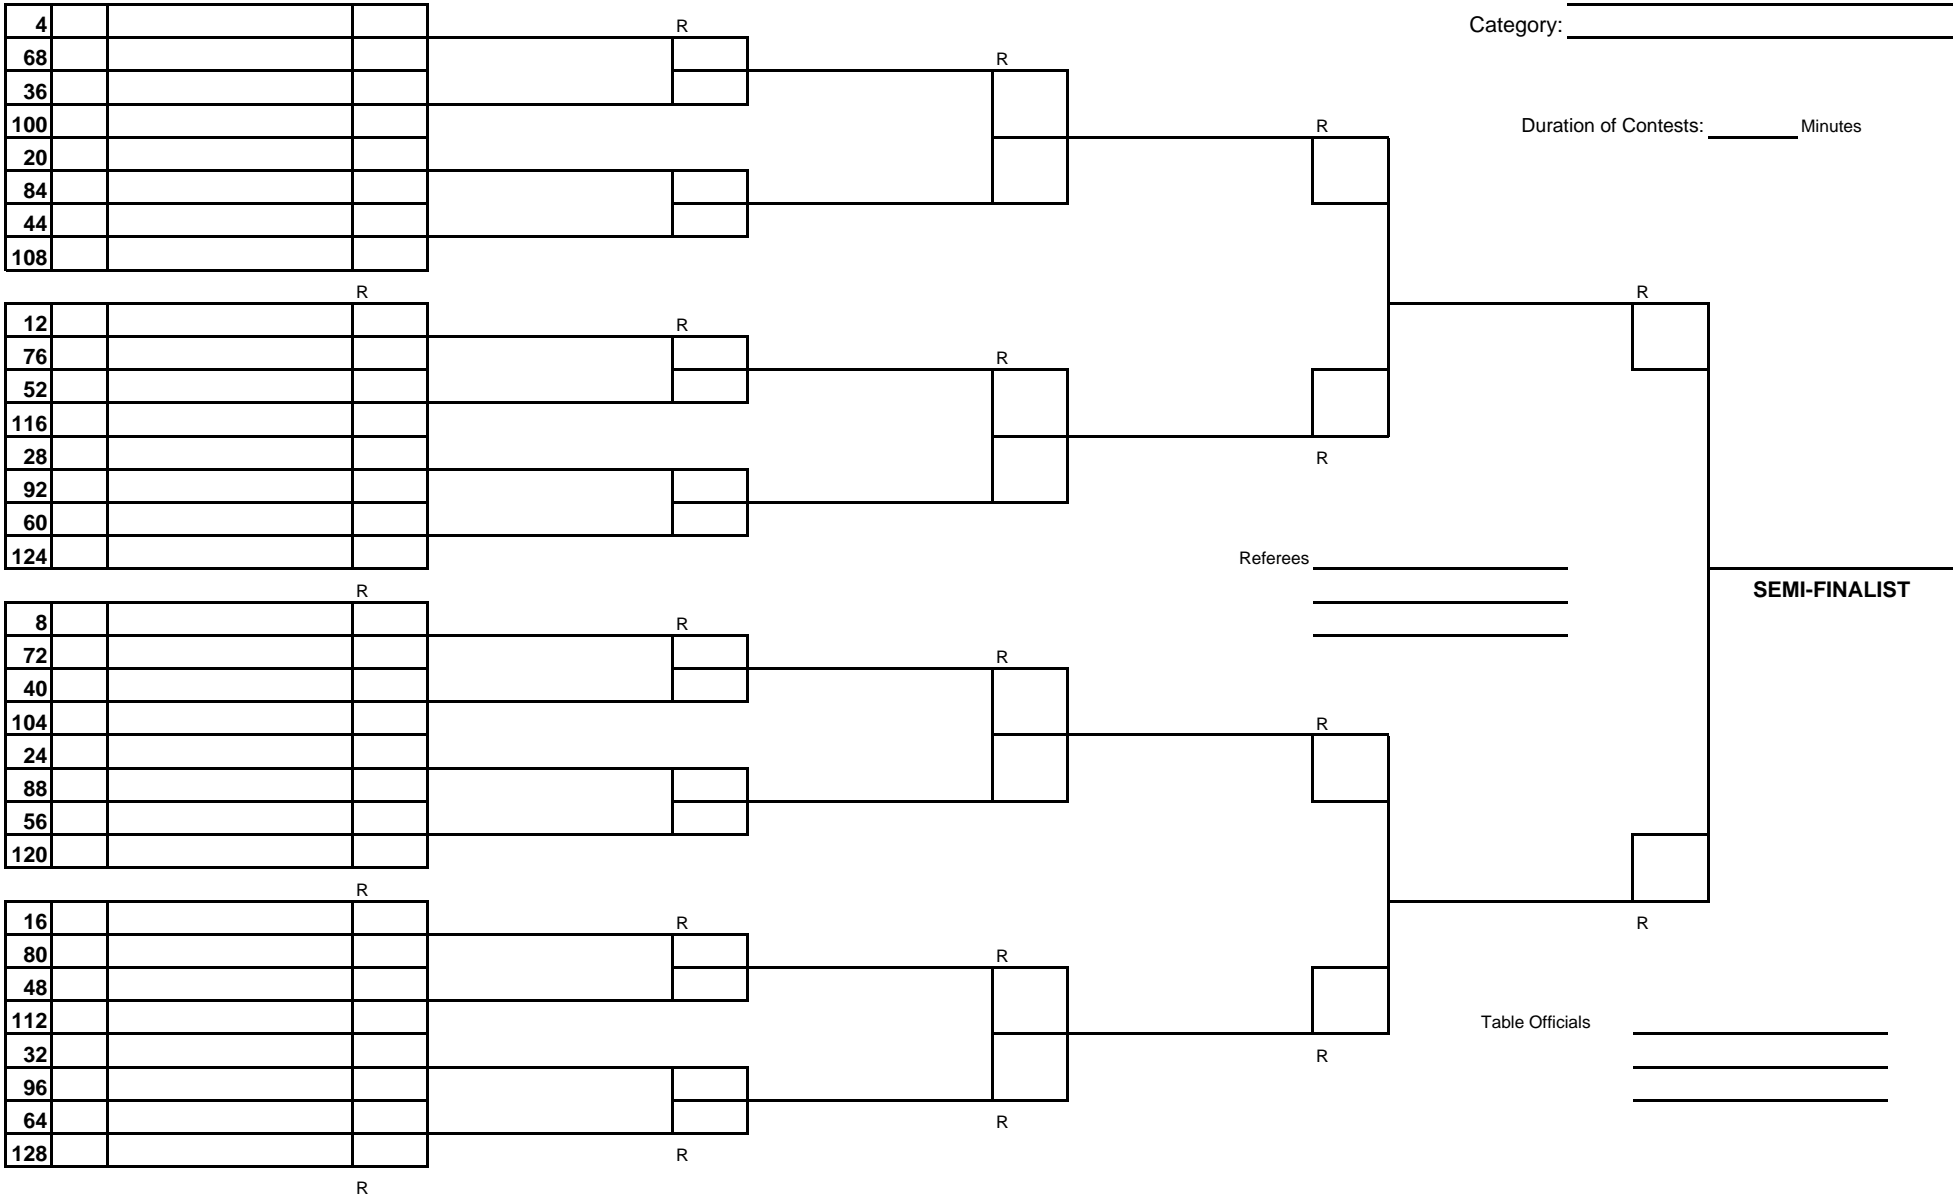 4 R Category:
68 R
36
100 R Duration of Contests: Minutes
20
84
44
108
R R
12 R
76 R
52
116
28 R
92
60
124 Referees
R SEMI-FINALIST
8 R
72 R
40
104 R
24
88
56
120
R
16 R R
80 R
48
112 Table Officials
32 R
96
64 R
128 R
R